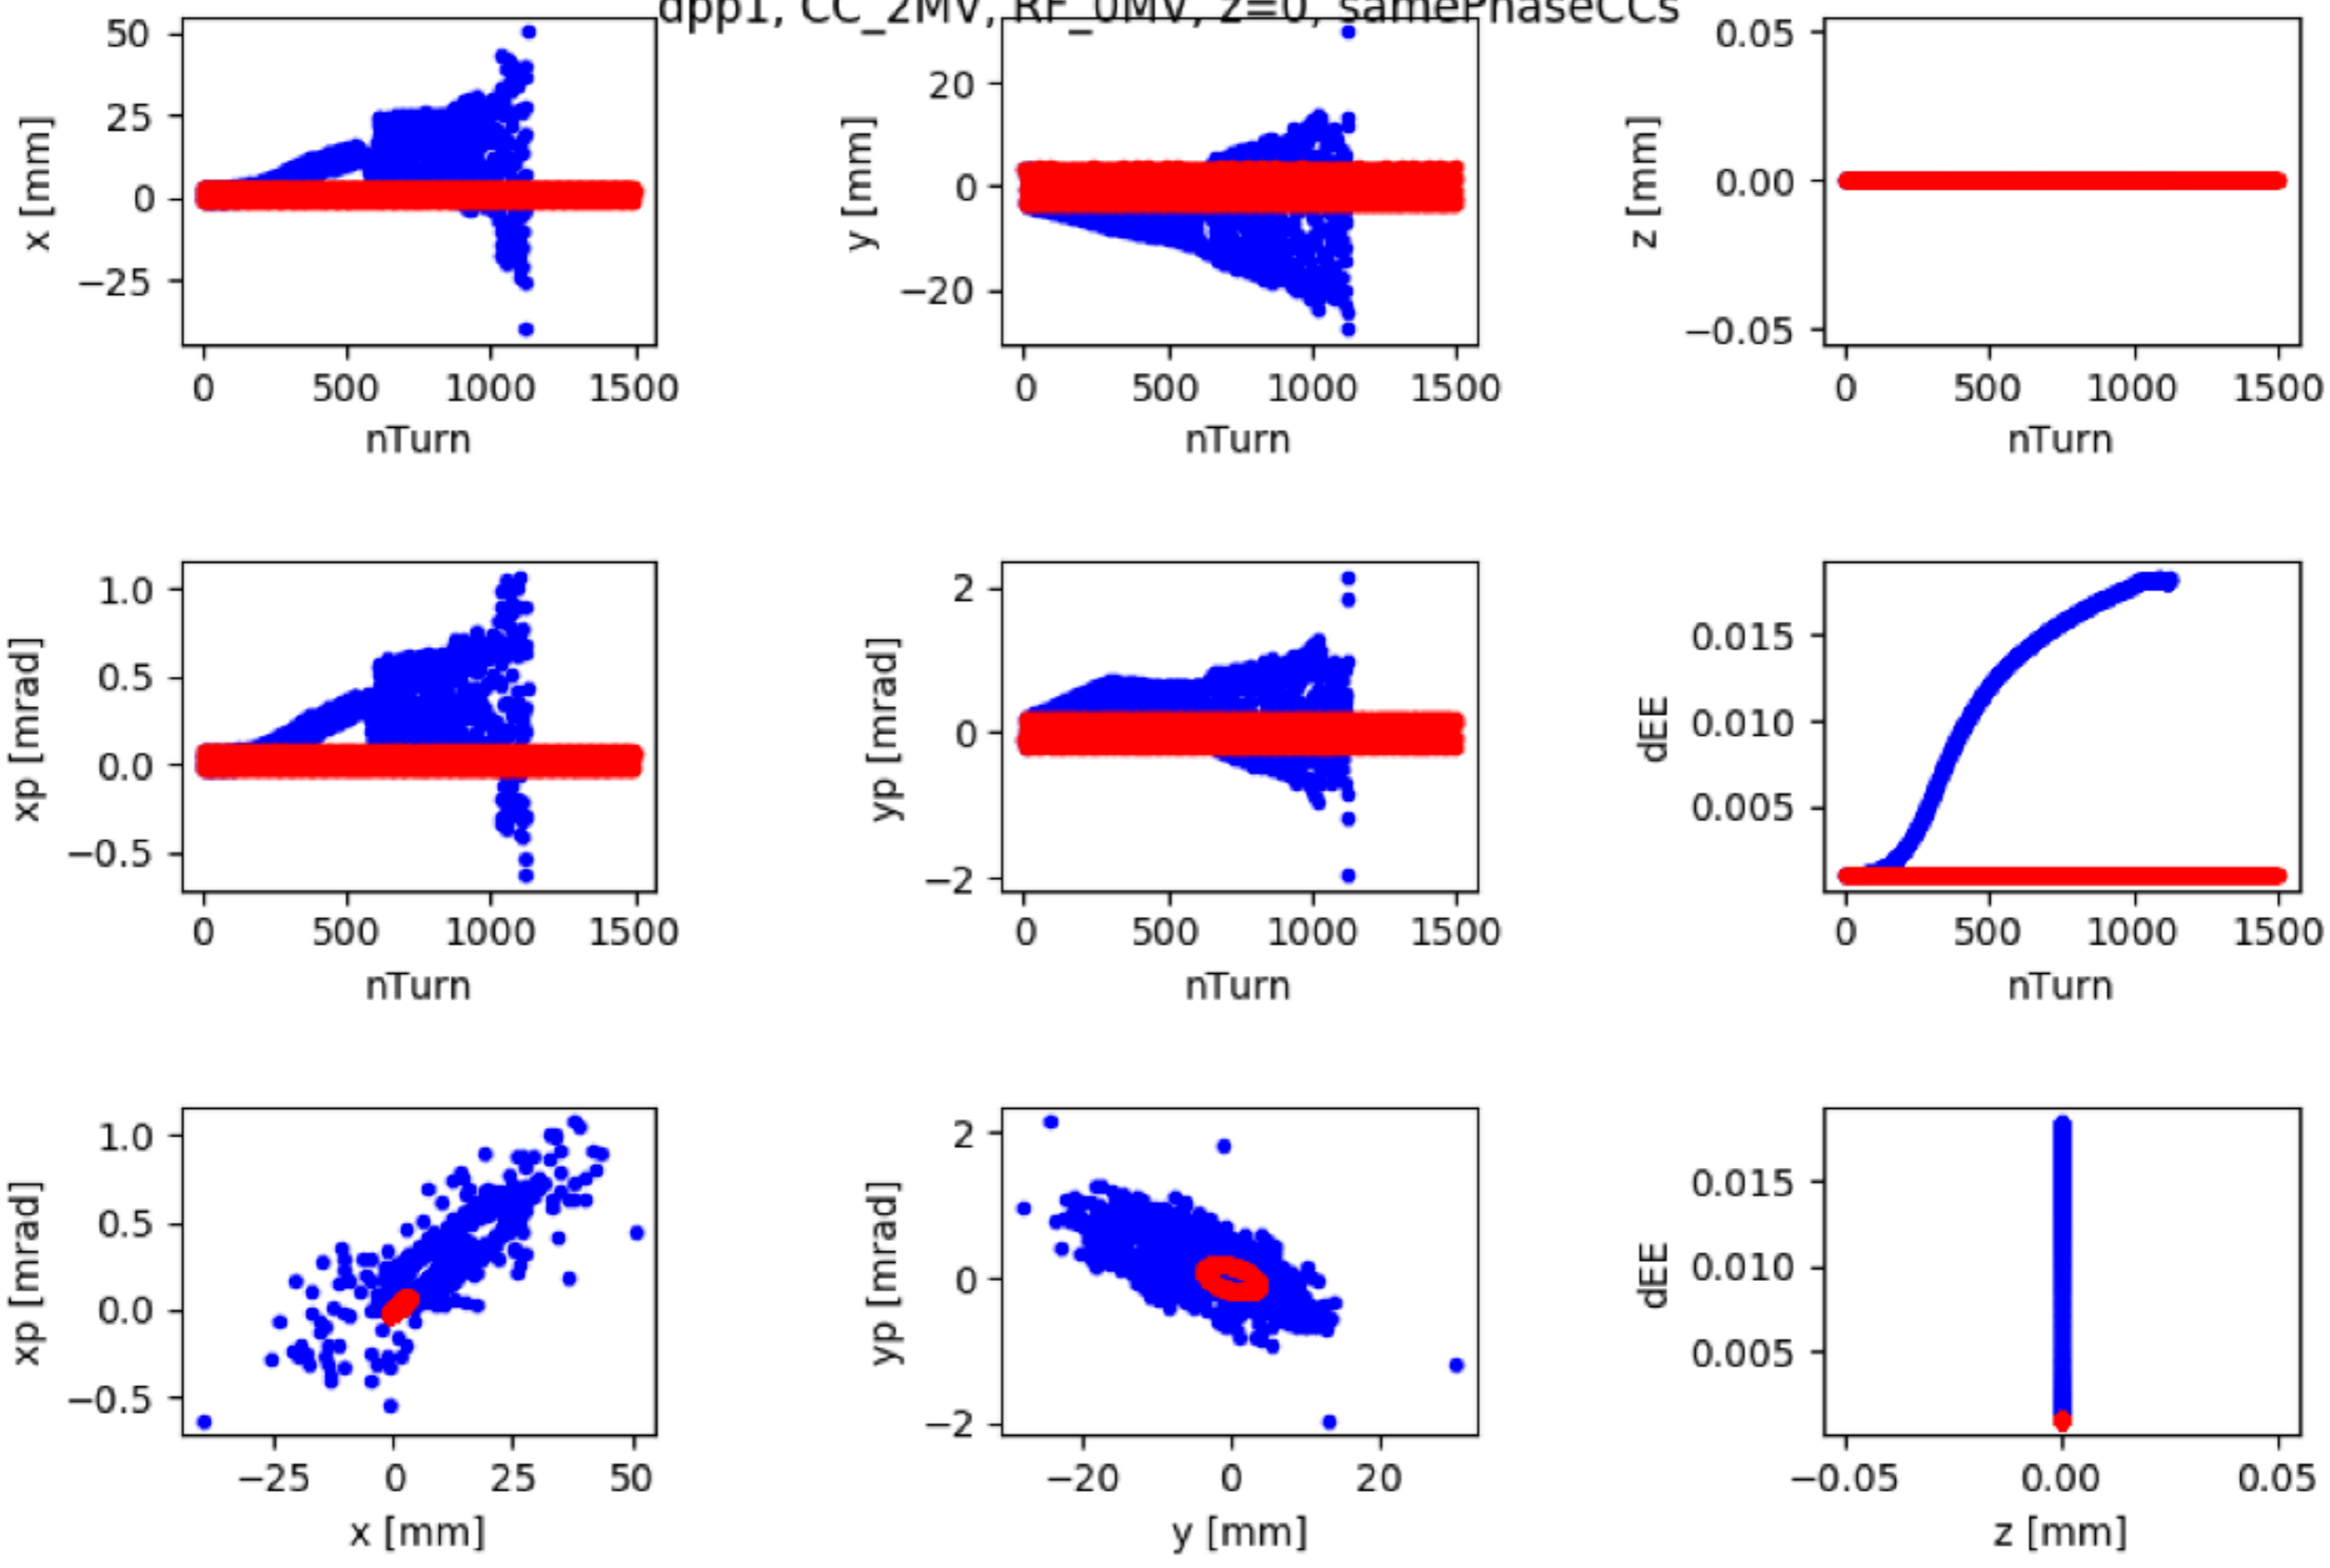 dpp1, CC_2MV, RF_0MV, z=0, samePhaseCCs
50
25
0
−25
x [mm]
0 500 1000 1500
nTurn
20
0
−20
y [mm]
0 500 1000 1500
nTurn
0.05
0.00
−0.05
z [mm]
0 500 1000 1500
nTurn
1.0
0.5
0.0
−0.5
xp [mrad]
0 500 1000 1500
nTurn
2
0
−2
yp [mrad]
0 500 1000 1500
nTurn
0.015
0.010
0.005
dEE
0 500 1000 1500
nTurn
1.0
0.5
0.0
−0.5
xp [mrad]
−25 0 25 50
x [mm]
2
0
−2
yp [mrad]
−20 0 20
y [mm]
0.015
0.010
0.005
dEE
−0.05 0.00 0.05
z [mm]